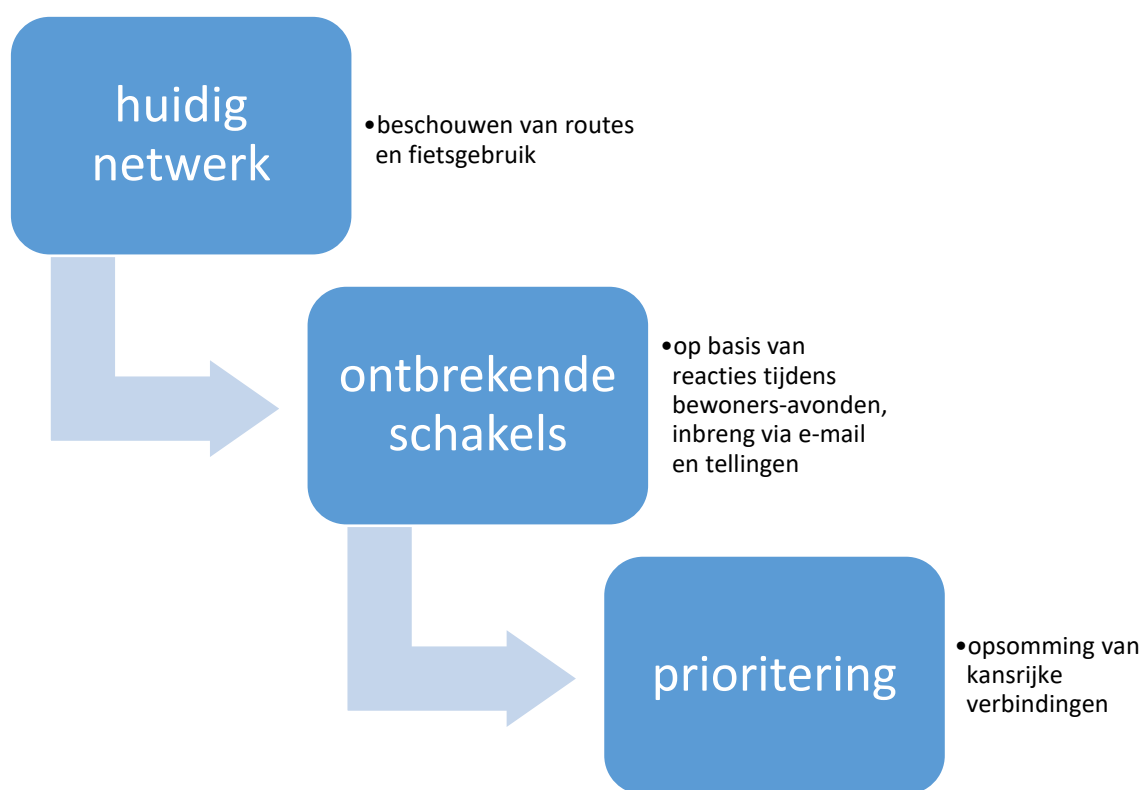 huidig
netwerk
•beschouwen van routes
en fietsgebruik
ontbrekende
schakels
•op basis van
reacties tijdens
bewoners-avonden,
inbreng via e-mail
en tellingen
prioritering
•opsomming van
kansrijke
verbindingen